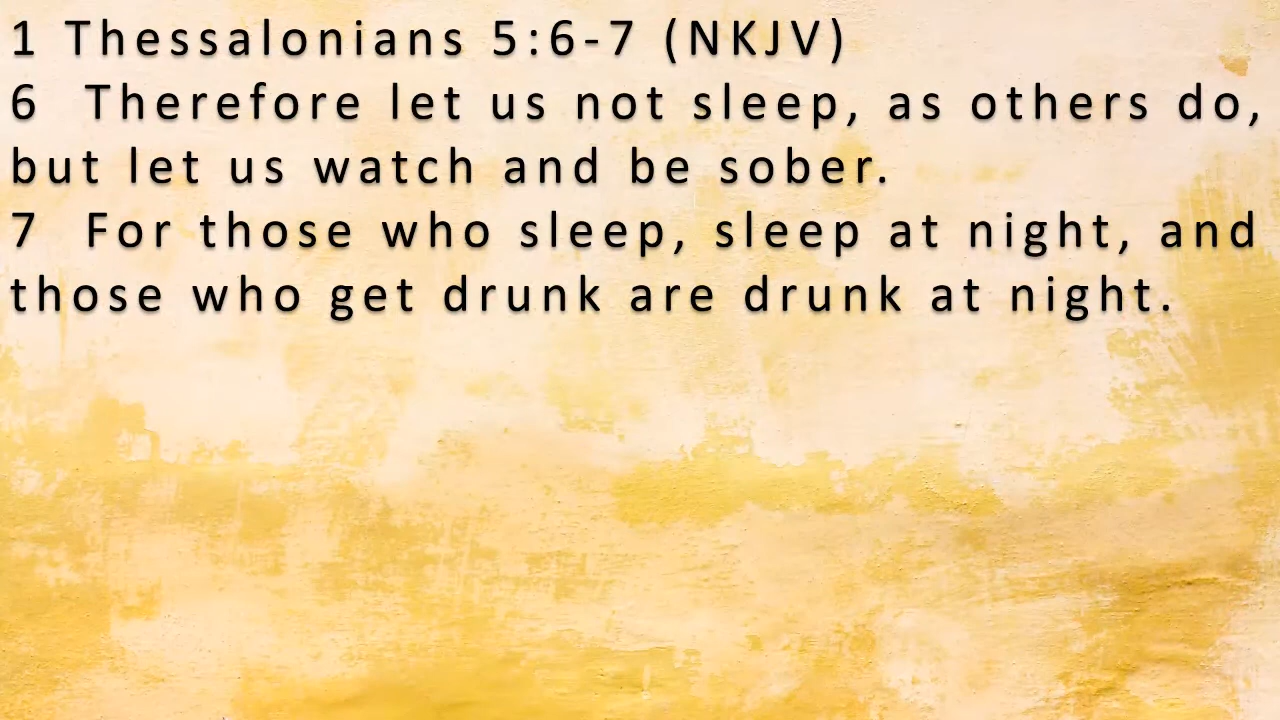 1 Thessalonians 5:6-7 (NKJV)
6  Therefore let us not sleep, as others do,
but let us watch and be sober.
7  For those who sleep, sleep at night, and
those who get drunk are drunk at night.